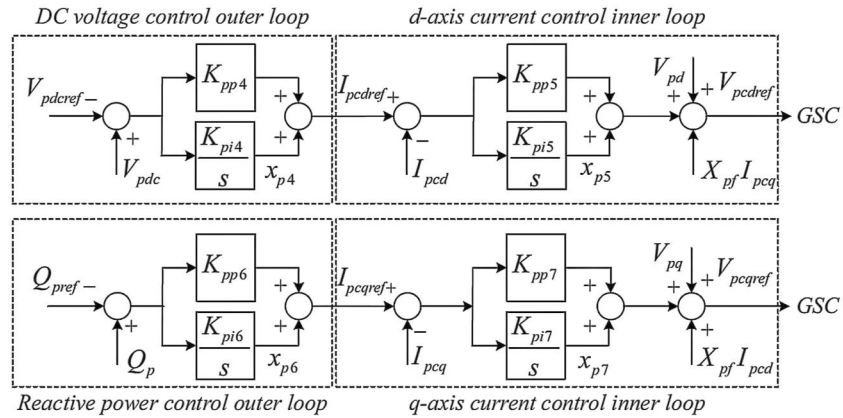 DC voltage control outer loop
d-axis current control inner loop
V_pdcref −
+
V_pdc
K_pp4
K_pi4
s
x_p4
+
+
I_pcdref +
−
I_pcd
K_pp5
K_pi5
s
x_p5
+
+
V_pd
+
+
V_pcdref
+
X_pf I_pcq
GSC
Q_pref −
+
Q_p
K_pp6
K_pi6
s
x_p6
+
+
I_pcqref +
−
I_pcq
K_pp7
K_pi7
s
x_p7
+
+
V_pq
+
+
V_pcqref
+
X_pf I_pcd
GSC
Reactive power control outer loop
q-axis current control inner loop